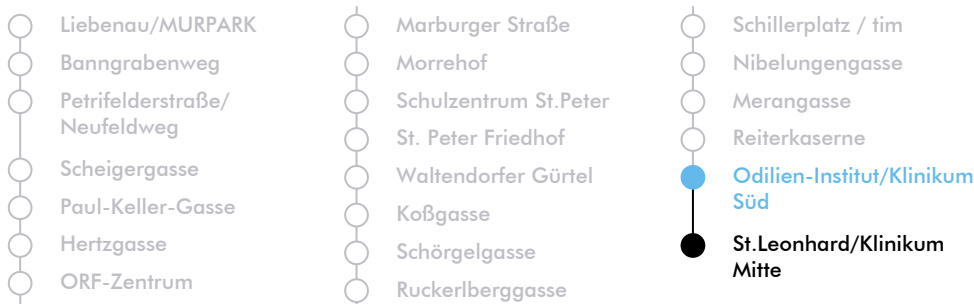 Liebenau/MURPARK
Banngrabenweg
Petrifelderstraße/
Neufeldweg
Scheigergasse
Paul-Keller-Gasse
Hertzgasse
ORF-Zentrum
Marburger Straße
Morrehof
Schulzentrum St.Peter
St. Peter Friedhof
Waltendorfer Gürtel
Koßgasse
Schörgelgasse
Ruckerlberggasse
Schillerplatz / tim
Nibelungengasse
Merangasse
Reiterkaserne
Odilien-Institut/Klinikum
Süd
St.Leonhard/Klinikum
Mitte